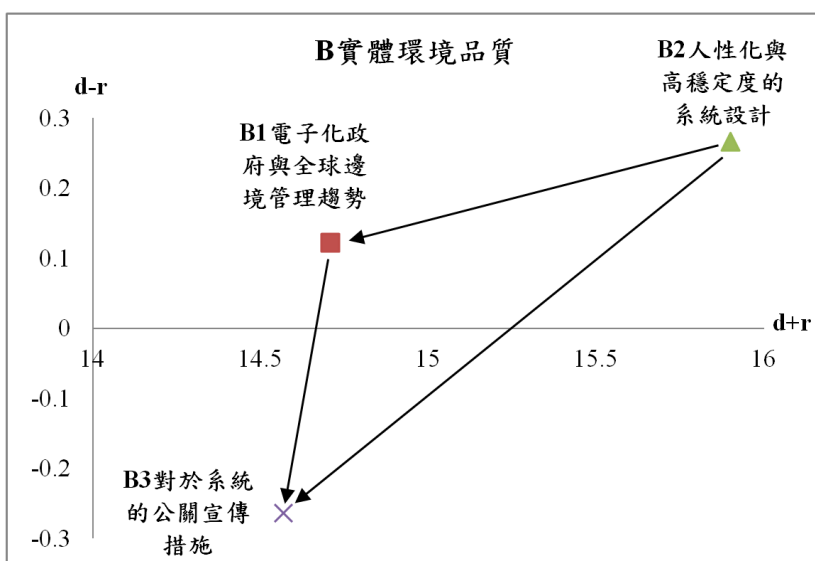 B實體環境品質
d-r
B2人性化與
高穩定度的
系統設計
B1電子化政
府與全球邊
境管理趨勢
0.3
0.2
0.1
0
-0.1
-0.2
-0.3
d+r
14
14.5
15
15.5
16
B3對於系統
的公關宣傳
措施